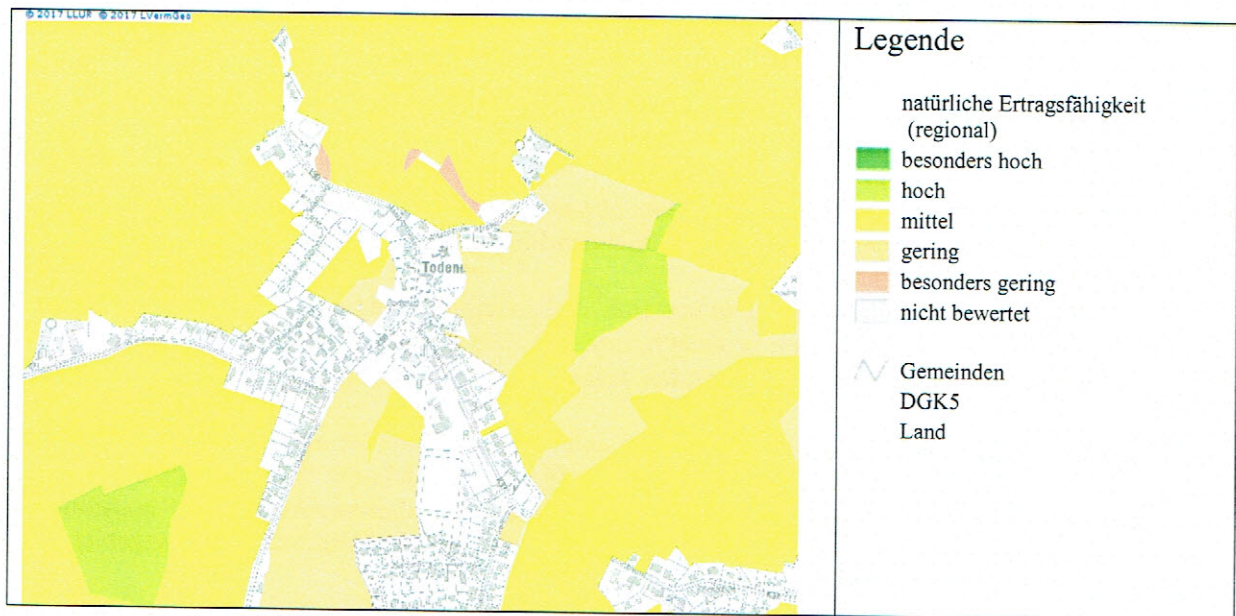 © 2017 LLUR © 2017 LVermGeo
Todene
Legende
natürliche Ertragsfähigkeit
(regional)
besonders hoch
hoch
mittel
gering
besonders gering
nicht bewertet
Gemeinden
DGK5
Land